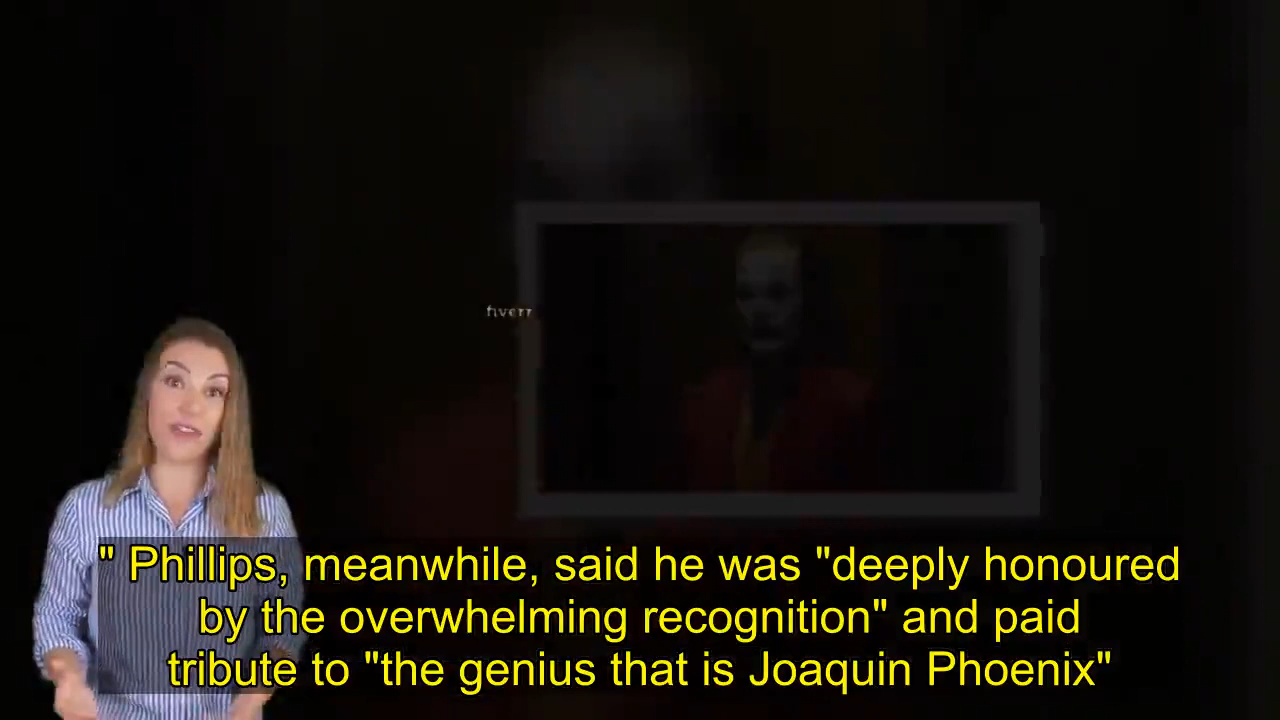 fiverr
" Phillips, meanwhile, said he was "deeply honoured
by the overwhelming recognition" and paid
tribute to "the genius that is Joaquin Phoenix"